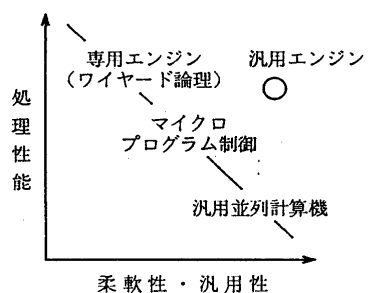 専用エンジン
(ワイヤード論理)
汎用エンジン
マイクロ
プログラム制御
汎用並列計算機
処理性能
柔軟性・汎用性